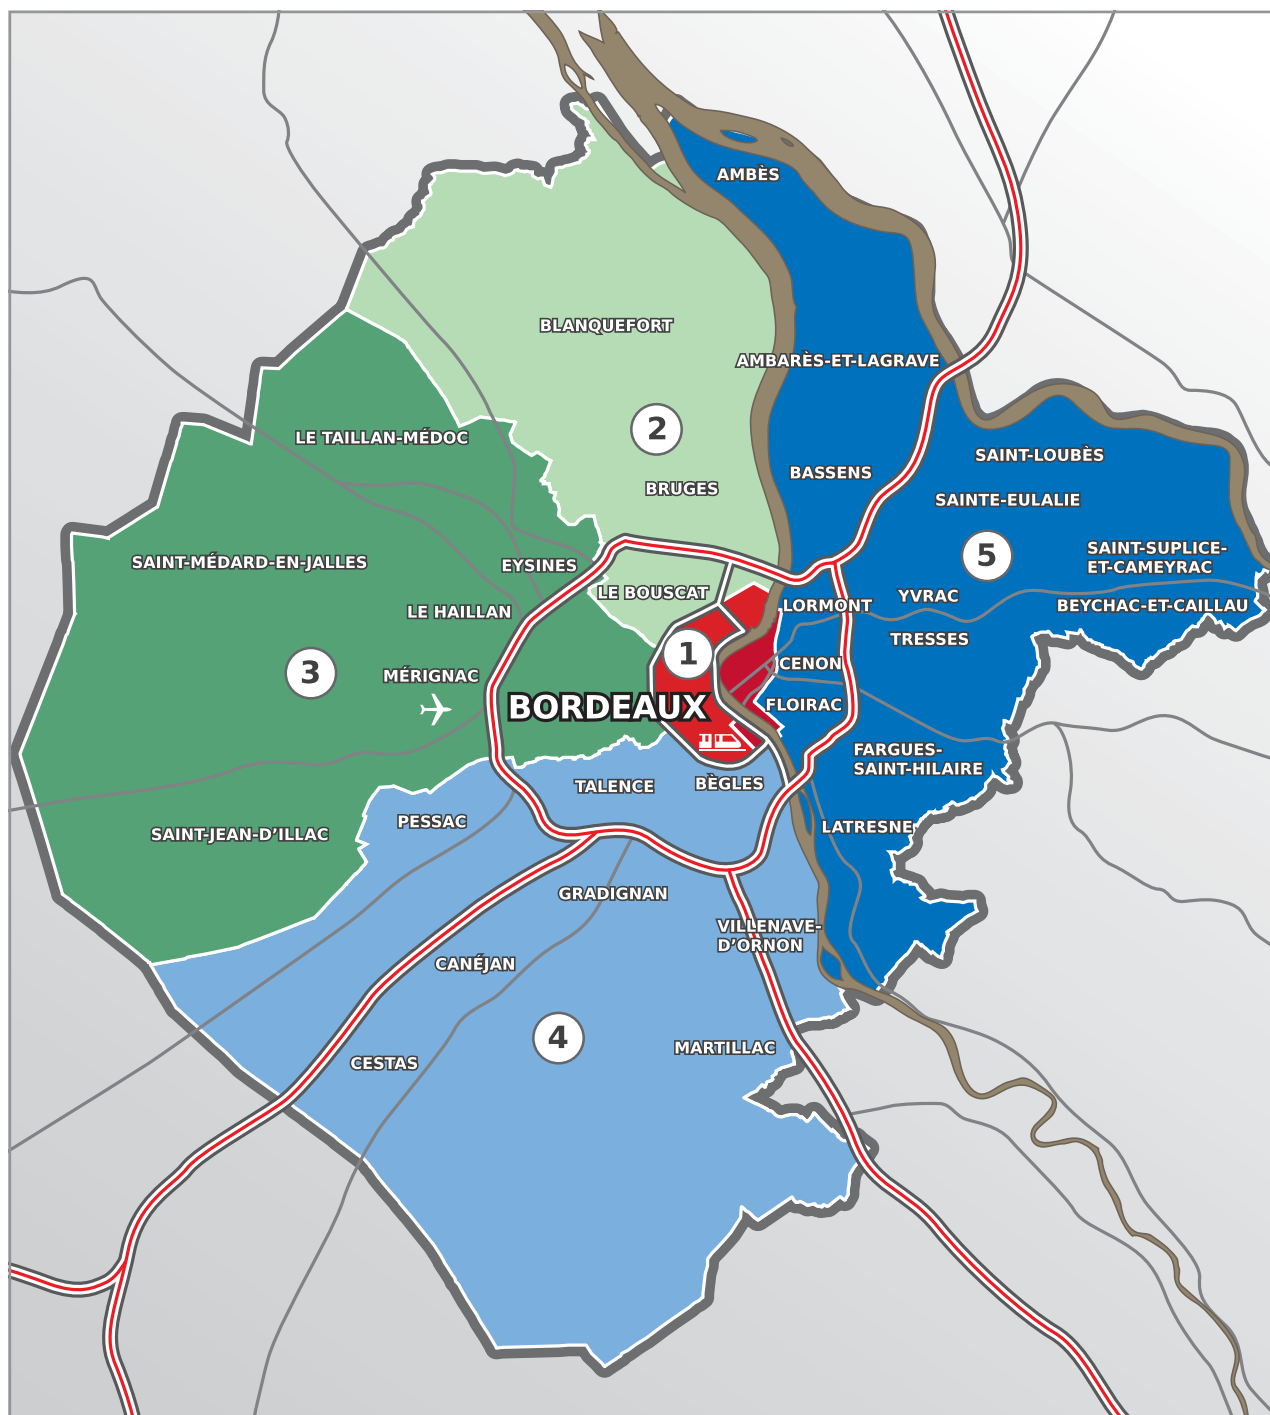 AMBÈS
BLANQUEFORT
AMBARÈS-ET-LAGRAVE
2
LE TAILLAN-MÉDOC
SAINT-LOUBÈS
BASSENS
BRUGES
SAINTE-EULALIE
5
SAINT-SUPLICE-
ET-CAMEYRAC
SAINT-MÉDARD-EN-JALLES
EYSINES
LE BOUSCAT
YVRAC
LORMONT
BEYCHAC-ET-CAILLAU
LE HAILLAN
TRESSES
1
CENON
3
MÉRIGNAC
BORDEAUX
FLOIRAC
FARGUES-
SAINT-HILAIRE
TALENCE
BÈGLES
PESSAC
LATRESNE
SAINT-JEAN-D’ILLAC
GRADIGNAN
VILLENAVE-
D’ORNON
CANÉJAN
4
MARTILLAC
CESTAS